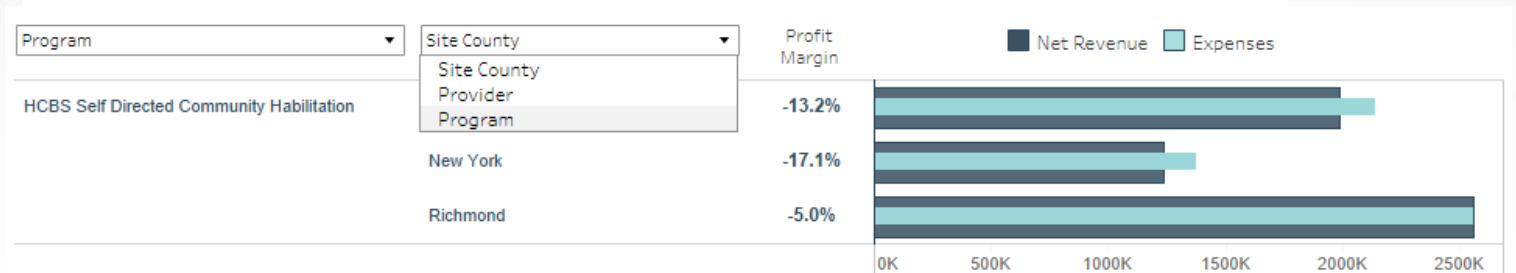 Program
Site County
Profit
Margin
Net Revenue
Expenses
Site County
Provider
Program
HCBS Self Directed Community Habilitation
-13.2%
New York
-17.1%
Richmond
-5.0%
0K 500K 1000K 1500K 2000K 2500K